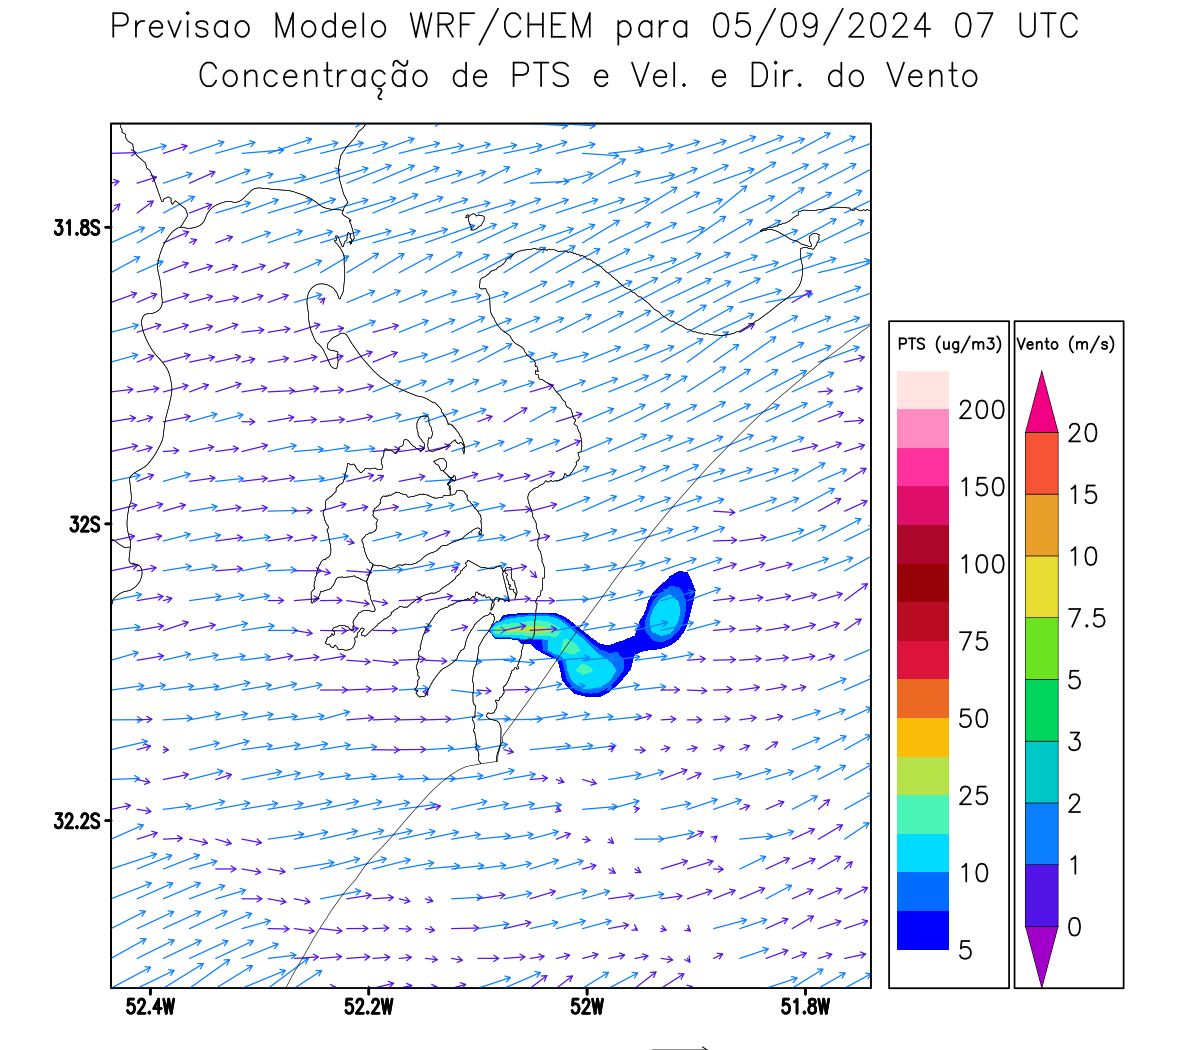 Previsao Modelo WRF/CHEM para 05/09/2024 07 UTC
Concentração de PTS e Vel. e Dir. do Vento
31.8S
32S
32.2S
52.4W 52.2W 52W 51.8W
PTS (ug/m3)
200
150
100
75
50
25
10
5
Vento (m/s)
20
15
10
7.5
5
3
2
1
0